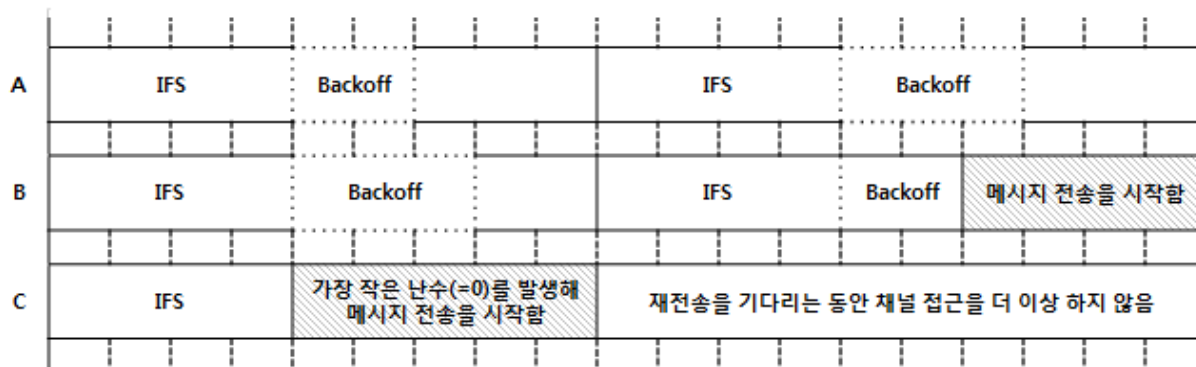 A
IFS
Backoff
IFS
Backoff
B
IFS
Backoff
IFS
Backoff
메시지 전송을 시작함
C
IFS
가장 작은 난수(=0)를 발생해
메시지 전송을 시작함
재전송을 기다리는 동안 채널 접근을 더 이상 하지 않음